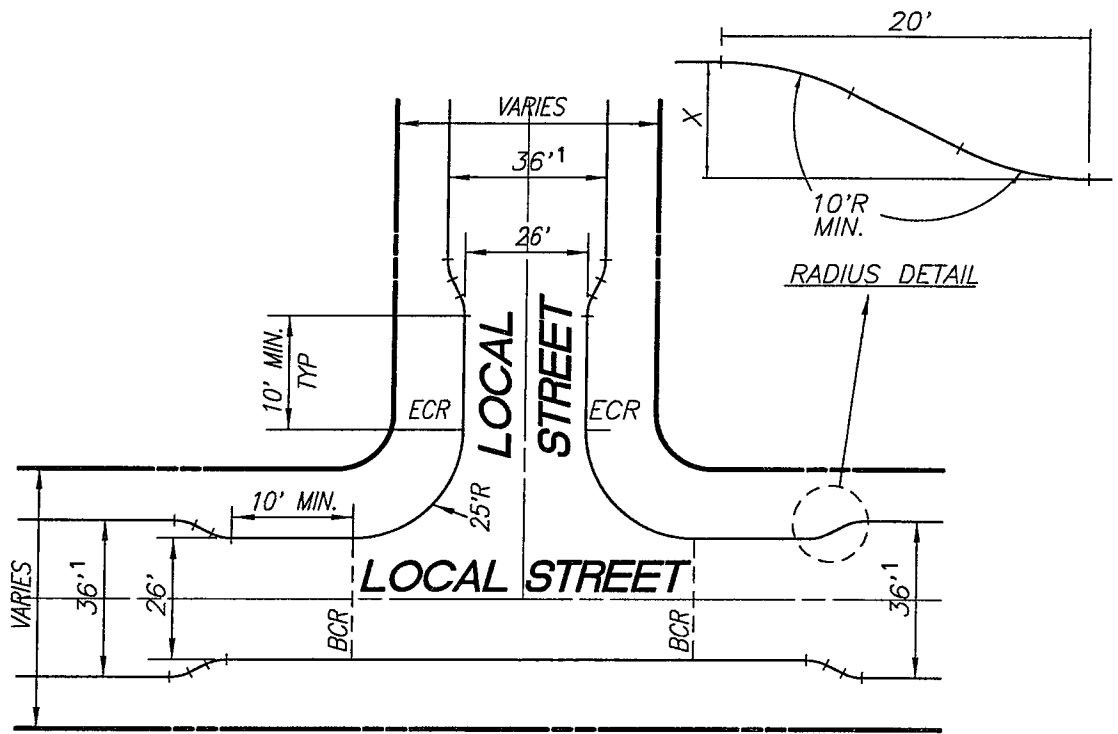 20'
X
10'R
MIN.
RADIUS DETAIL
VARIES
36'¹
26'
10' MIN.
TYP
ECR
ECR
LOCAL
STREET
10' MIN.
25'R
LOCAL STREET
VARIES
36'¹
26'
BCR
BCR
36'¹